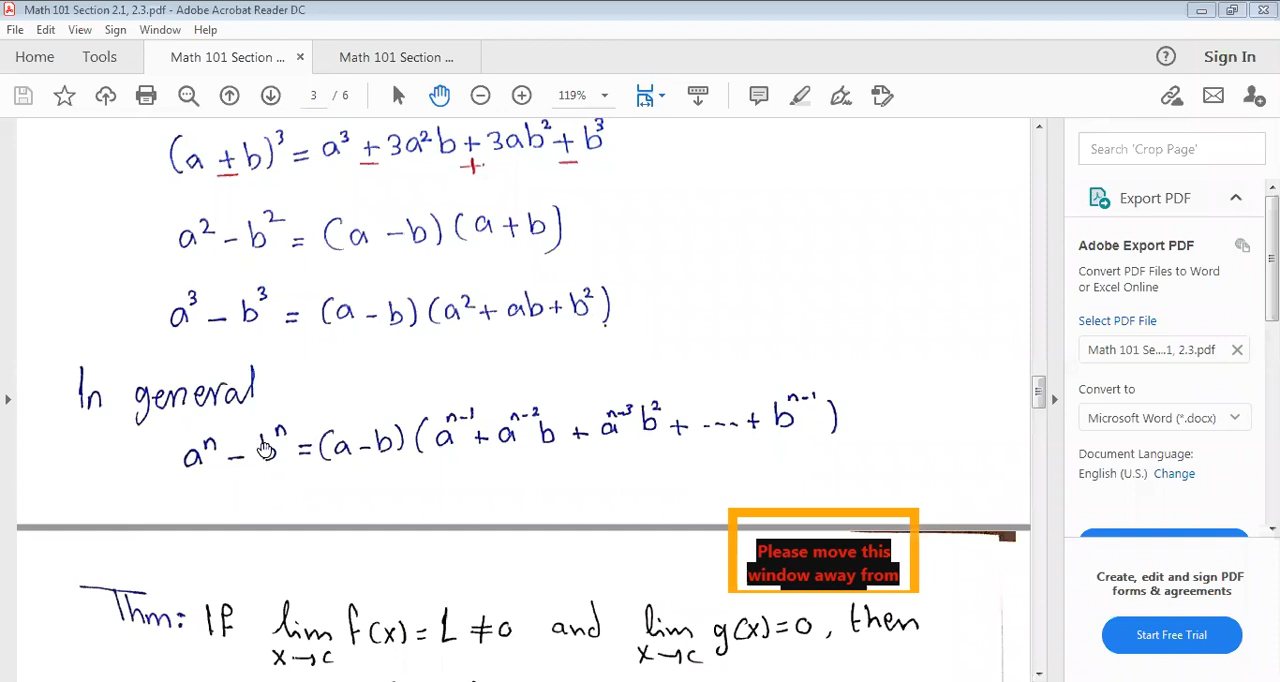 Math 101 Section 2.1, 2.3.pdf - Adobe Acrobat Reader DC
File Edit View Sign Window Help
Home Tools Math 101 Section ... × Math 101 Section ... ? Sign In
3 / 6 119%
(a + b)³ = a³ + 3a²b + 3ab² + b³
+
a² - b² = (a - b)(a + b)
a³ - b³ = (a - b)(a² + ab + b²)
In general
aⁿ - bⁿ = (a - b)(aⁿ⁻¹ + aⁿ⁻²b + aⁿ⁻³b² + ---- + bⁿ⁻¹)
Please move this
window away from
Thm: If lim f(x) = L ≠ 0 and lim g(x) = 0, then
x→c x→c
Search 'Crop Page'
Export PDF
Adobe Export PDF
Convert PDF Files to Word
or Excel Online
Select PDF File
Math 101 Se....1, 2.3.pdf ×
Convert to
Microsoft Word (*.docx)
Document Language:
English (U.S.) Change
Create, edit and sign PDF
forms & agreements
Start Free Trial